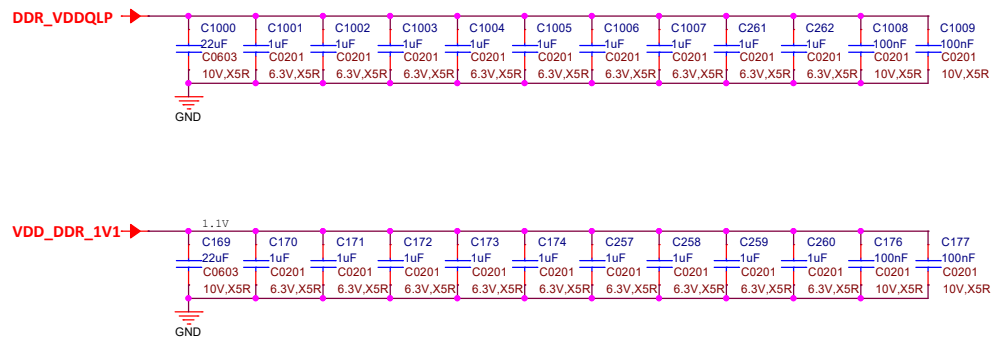 DDR_VDDQLP
C1000 C1001 C1002 C1003 C1004 C1005 C1006 C1007 C261 C262 C1008 C1009
22uF 1uF 1uF 1uF 1uF 1uF 1uF 1uF 1uF 1uF 100nF 100nF
C0603 C0201 C0201 C0201 C0201 C0201 C0201 C0201 C0201 C0201 C0201 C0201
10V,X5R 6.3V,X5R 6.3V,X5R 6.3V,X5R 6.3V,X5R 6.3V,X5R 6.3V,X5R 6.3V,X5R 6.3V,X5R 6.3V,X5R 10V,X5R 10V,X5R
GND
1.1V
VDD_DDR_1V1
C169 C170 C171 C172 C173 C174 C257 C258 C259 C260 C176 C177
22uF 1uF 1uF 1uF 1uF 1uF 1uF 1uF 1uF 1uF 100nF 100nF
C0603 C0201 C0201 C0201 C0201 C0201 C0201 C0201 C0201 C0201 C0201 C0201
10V,X5R 6.3V,X5R 6.3V,X5R 6.3V,X5R 6.3V,X5R 6.3V,X5R 6.3V,X5R 6.3V,X5R 6.3V,X5R 6.3V,X5R 10V,X5R 10V,X5R
GND